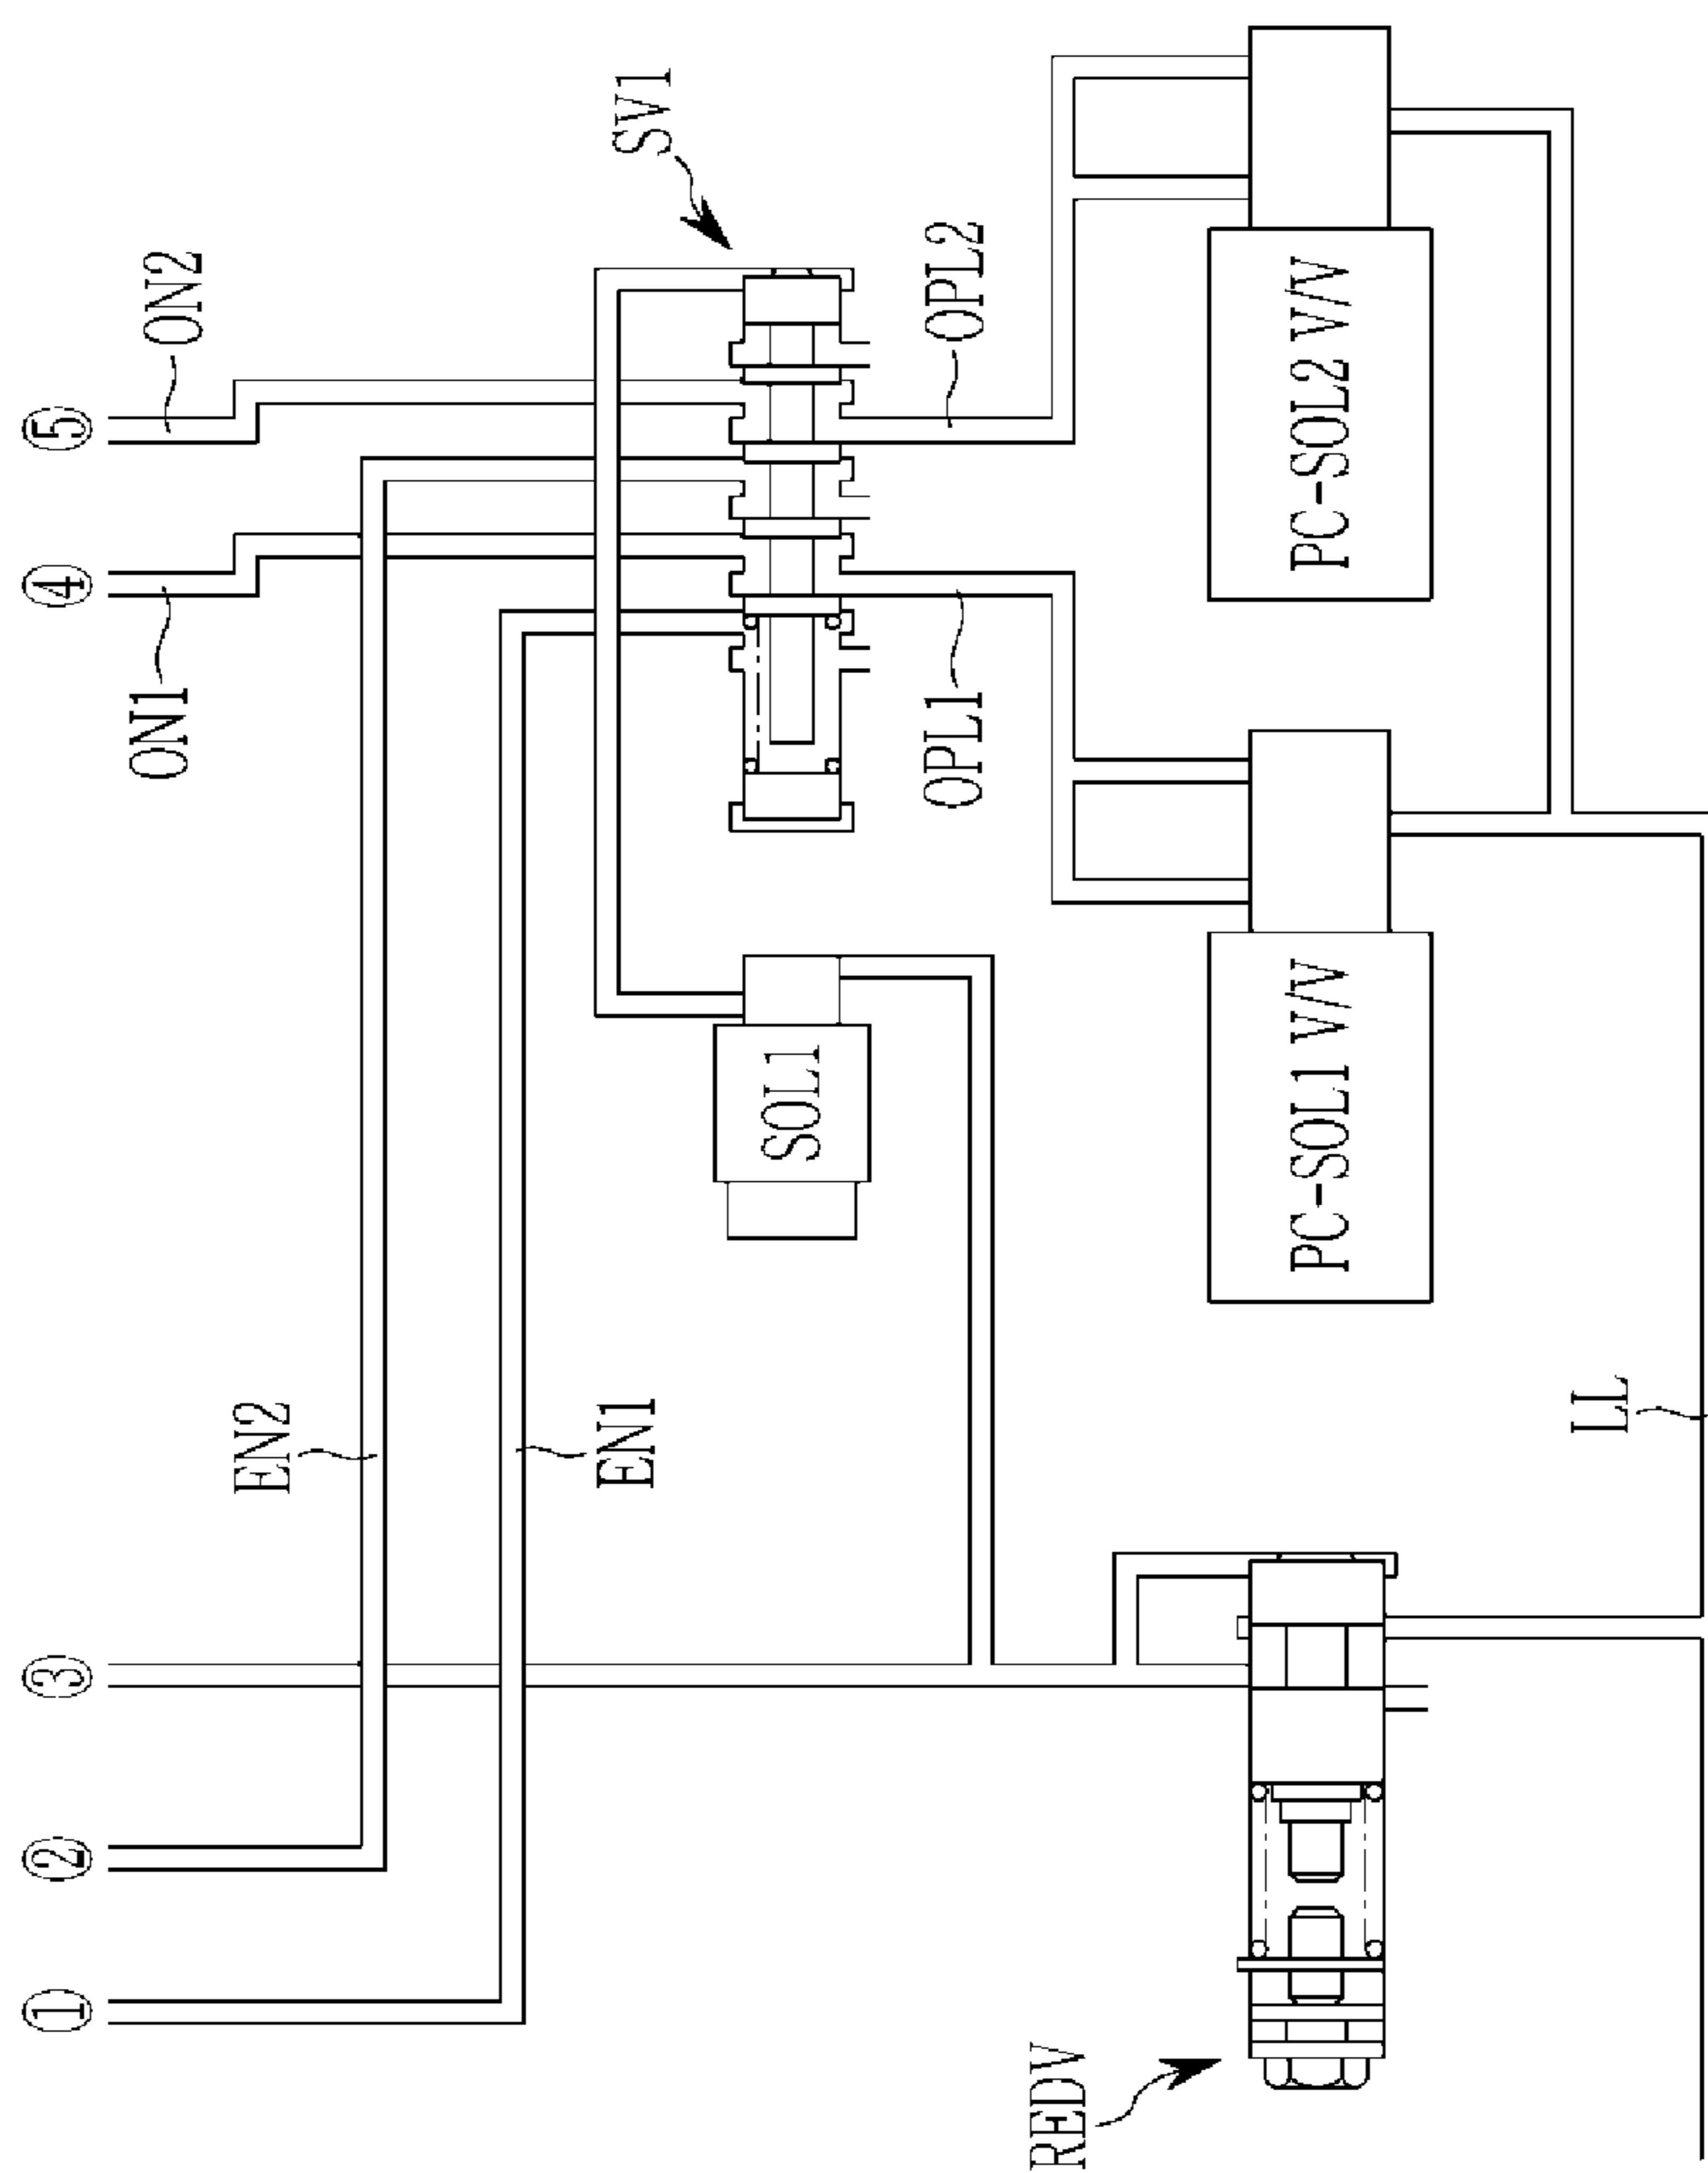 ① ② ③ ④ ⑤
ON1 ON2
EN2
EN1 SV1
SOL1
OPL1 OPL2
REDV
PC-SOL1 V/V PC-SOL2 V/V
LL